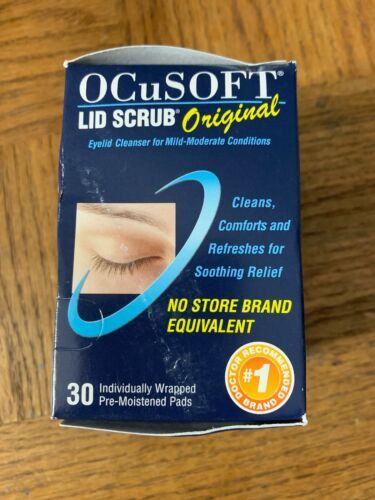 OCuSOFT®
LID SCRUB® Original
Eyelid Cleanser for Mild-Moderate Conditions
Cleans,
Comforts and
Refreshes for
Soothing Relief
NO STORE BRAND
EQUIVALENT
30 Individually Wrapped
Pre-Moistened Pads
DOCTOR RECOMMENDED
#1
BRAND